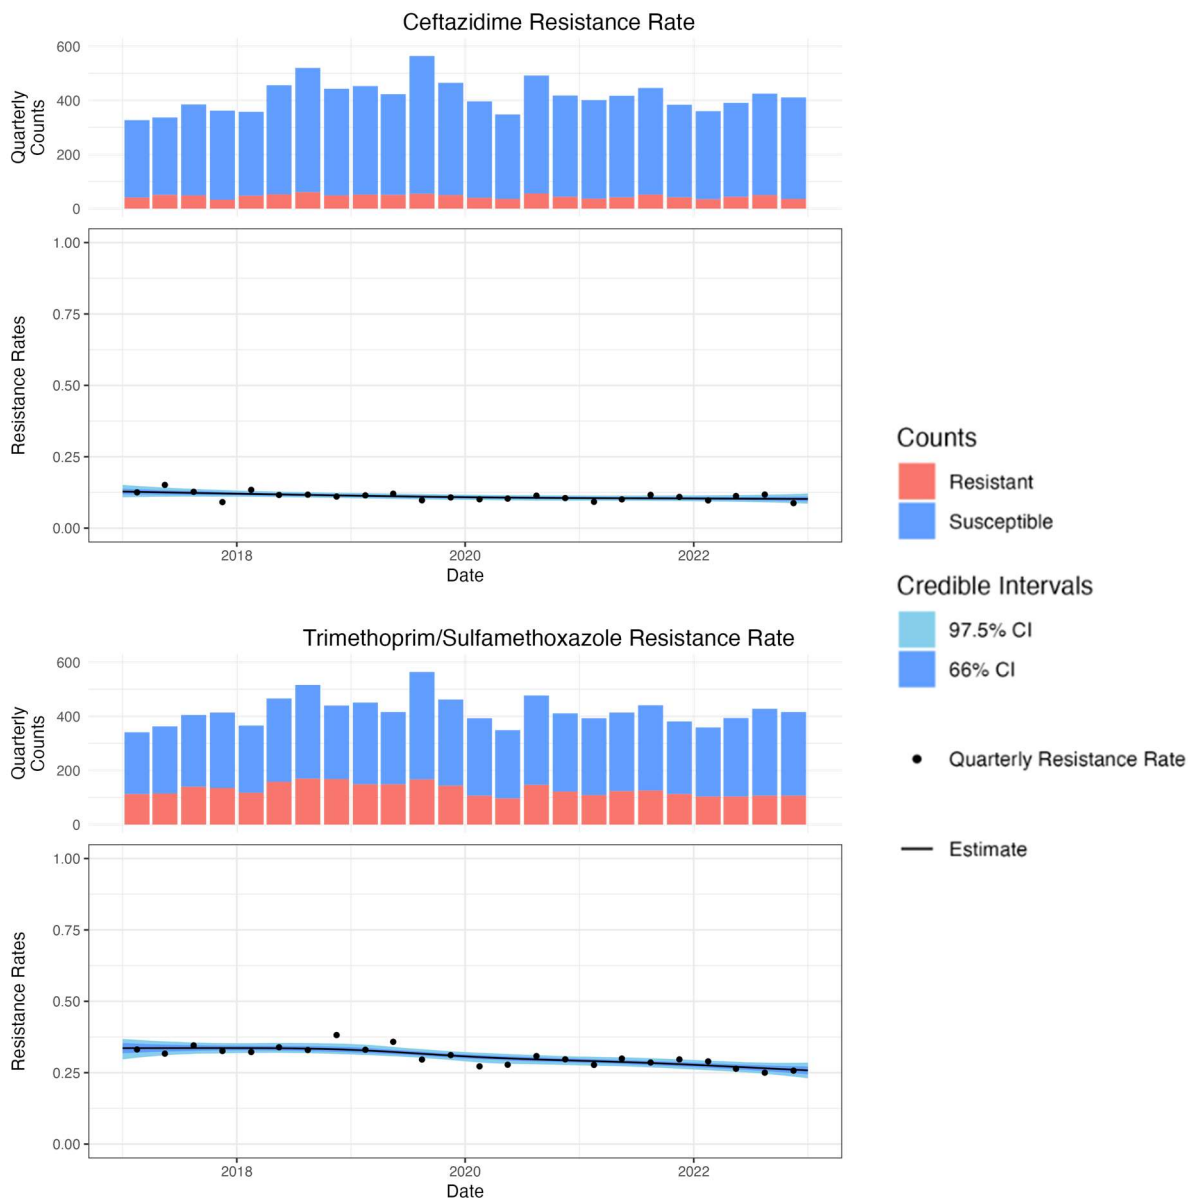 Ceftazidime Resistance Rate
600
400
200
0
Quarterly
Counts
1.00
0.75
0.50
0.25
0.00
Resistance Rates
2018 2020 2022
Date
Trimethoprim/Sulfamethoxazole Resistance Rate
600
400
200
0
Quarterly
Counts
1.00
0.75
0.50
0.25
0.00
Resistance Rates
2018 2020 2022
Date
Counts
Resistant
Susceptible
Credible Intervals
97.5% CI
66% CI
Quarterly Resistance Rate
Estimate